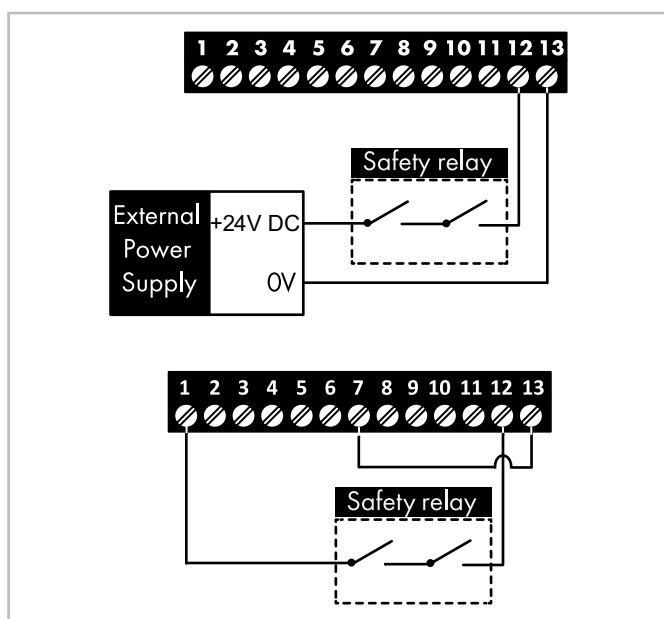 1 2 3 4 5 6 7 8 9 10 11 12 13
Safety relay
External
Power
Supply
+24V DC
0V
1 2 3 4 5 6 7 8 9 10 11 12 13
Safety relay